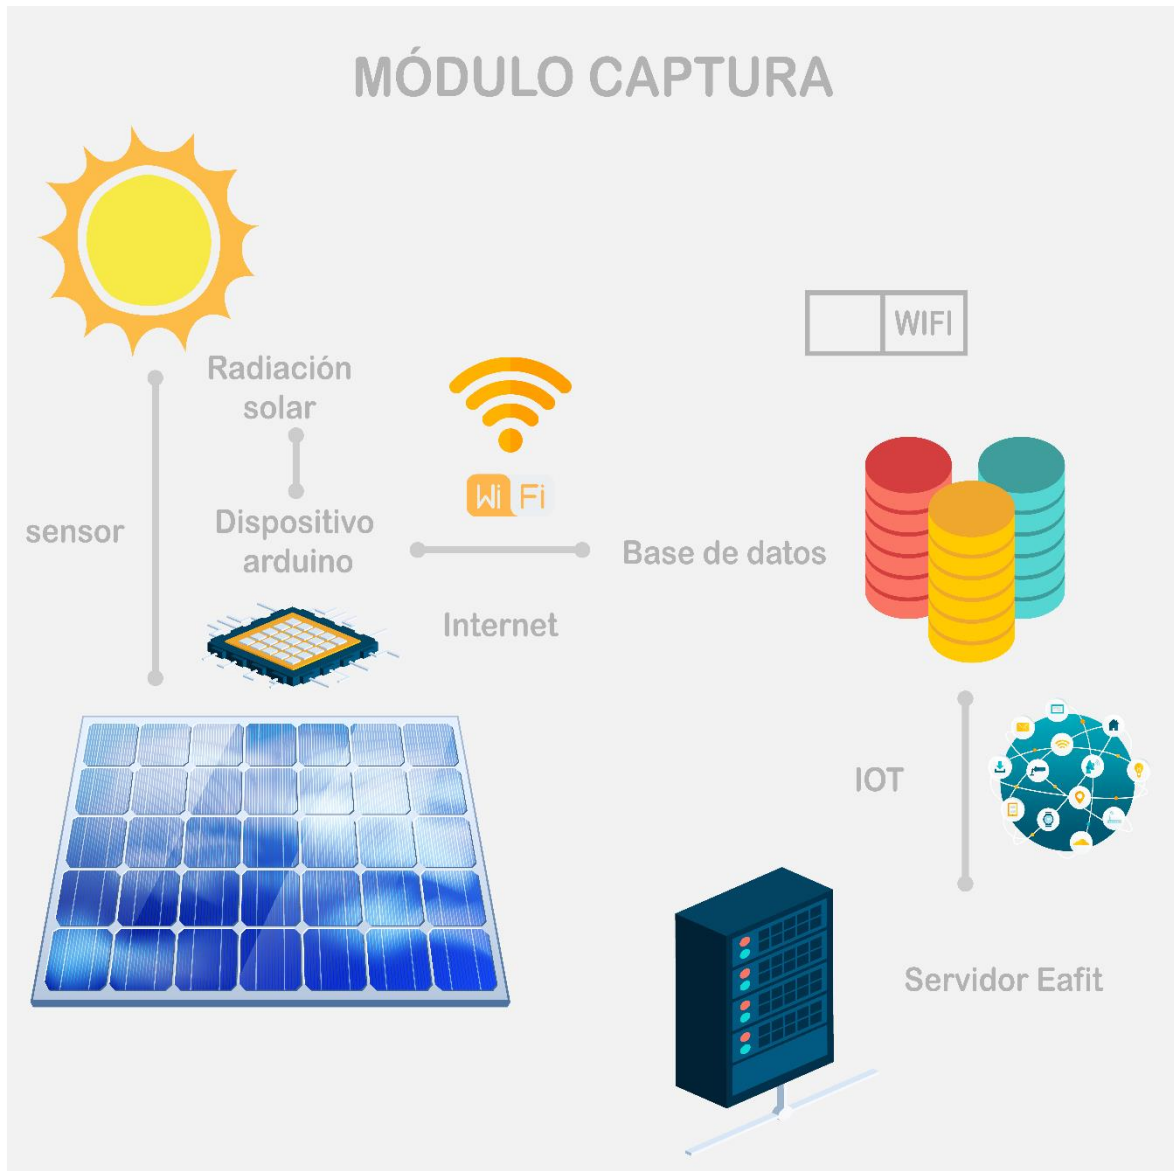 MÓDULO CAPTURA
WIFI
Radiación
solar
Wi Fi
sensor
Dispositivo
arduino
Base de datos
Internet
IOT
Servidor Eafit